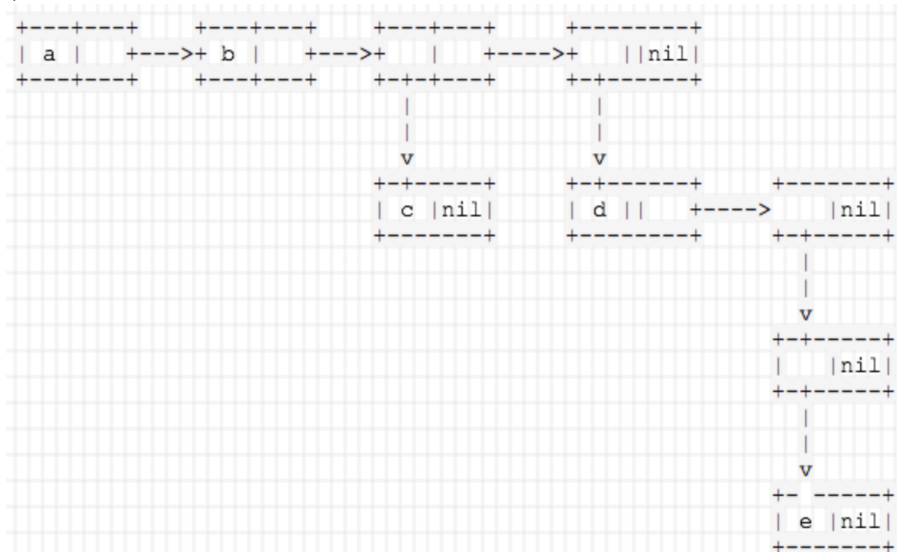 +---+---+ +---+---+ +---+---+ +--------+
| a | +--->+ b | +--->+ | +---->+ ||nil|
+---+---+ +---+---+ +-+-+---+ +-+------+
| |
| |
v v
+-+-----+ +-+------+ +-------+
| c |nil| | d || +----> |nil|
+-------+ +--------+ +-+-----+
|
|
v
+-+-----+
| |nil|
+-+-----+
|
|
v
+- -----+
| e |nil|
+-------+